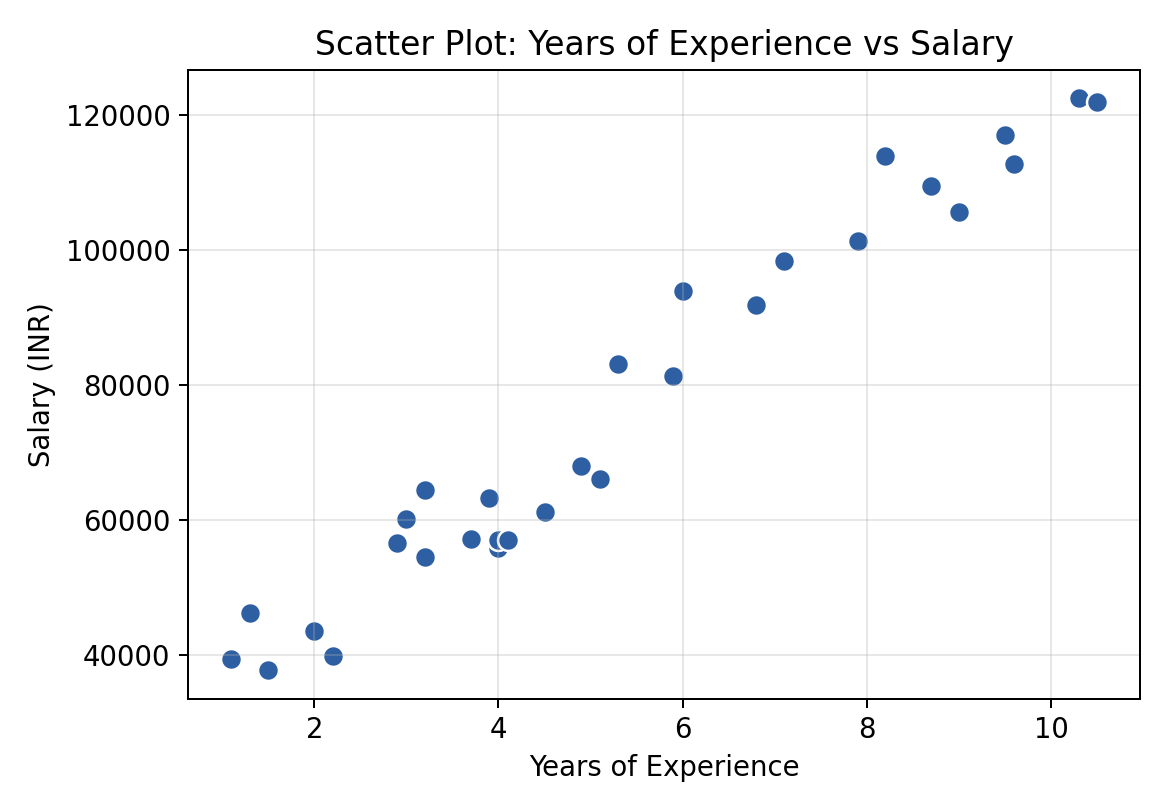 Scatter Plot: Years of Experience vs Salary
120000
100000
80000
60000
40000
Salary (INR)
2 4 6 8 10
Years of Experience